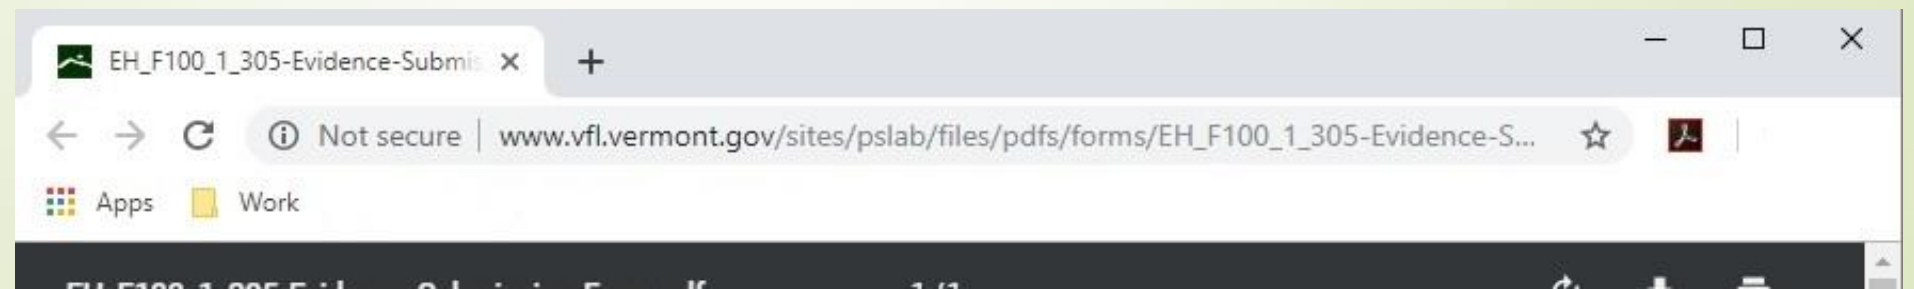 EH_F100_1_305-Evidence-Submis
Not secure | www.vfl.vermont.gov/sites/pslab/files/pdfs/forms/EH_F100_1_305-Evidence-S...
Apps Work